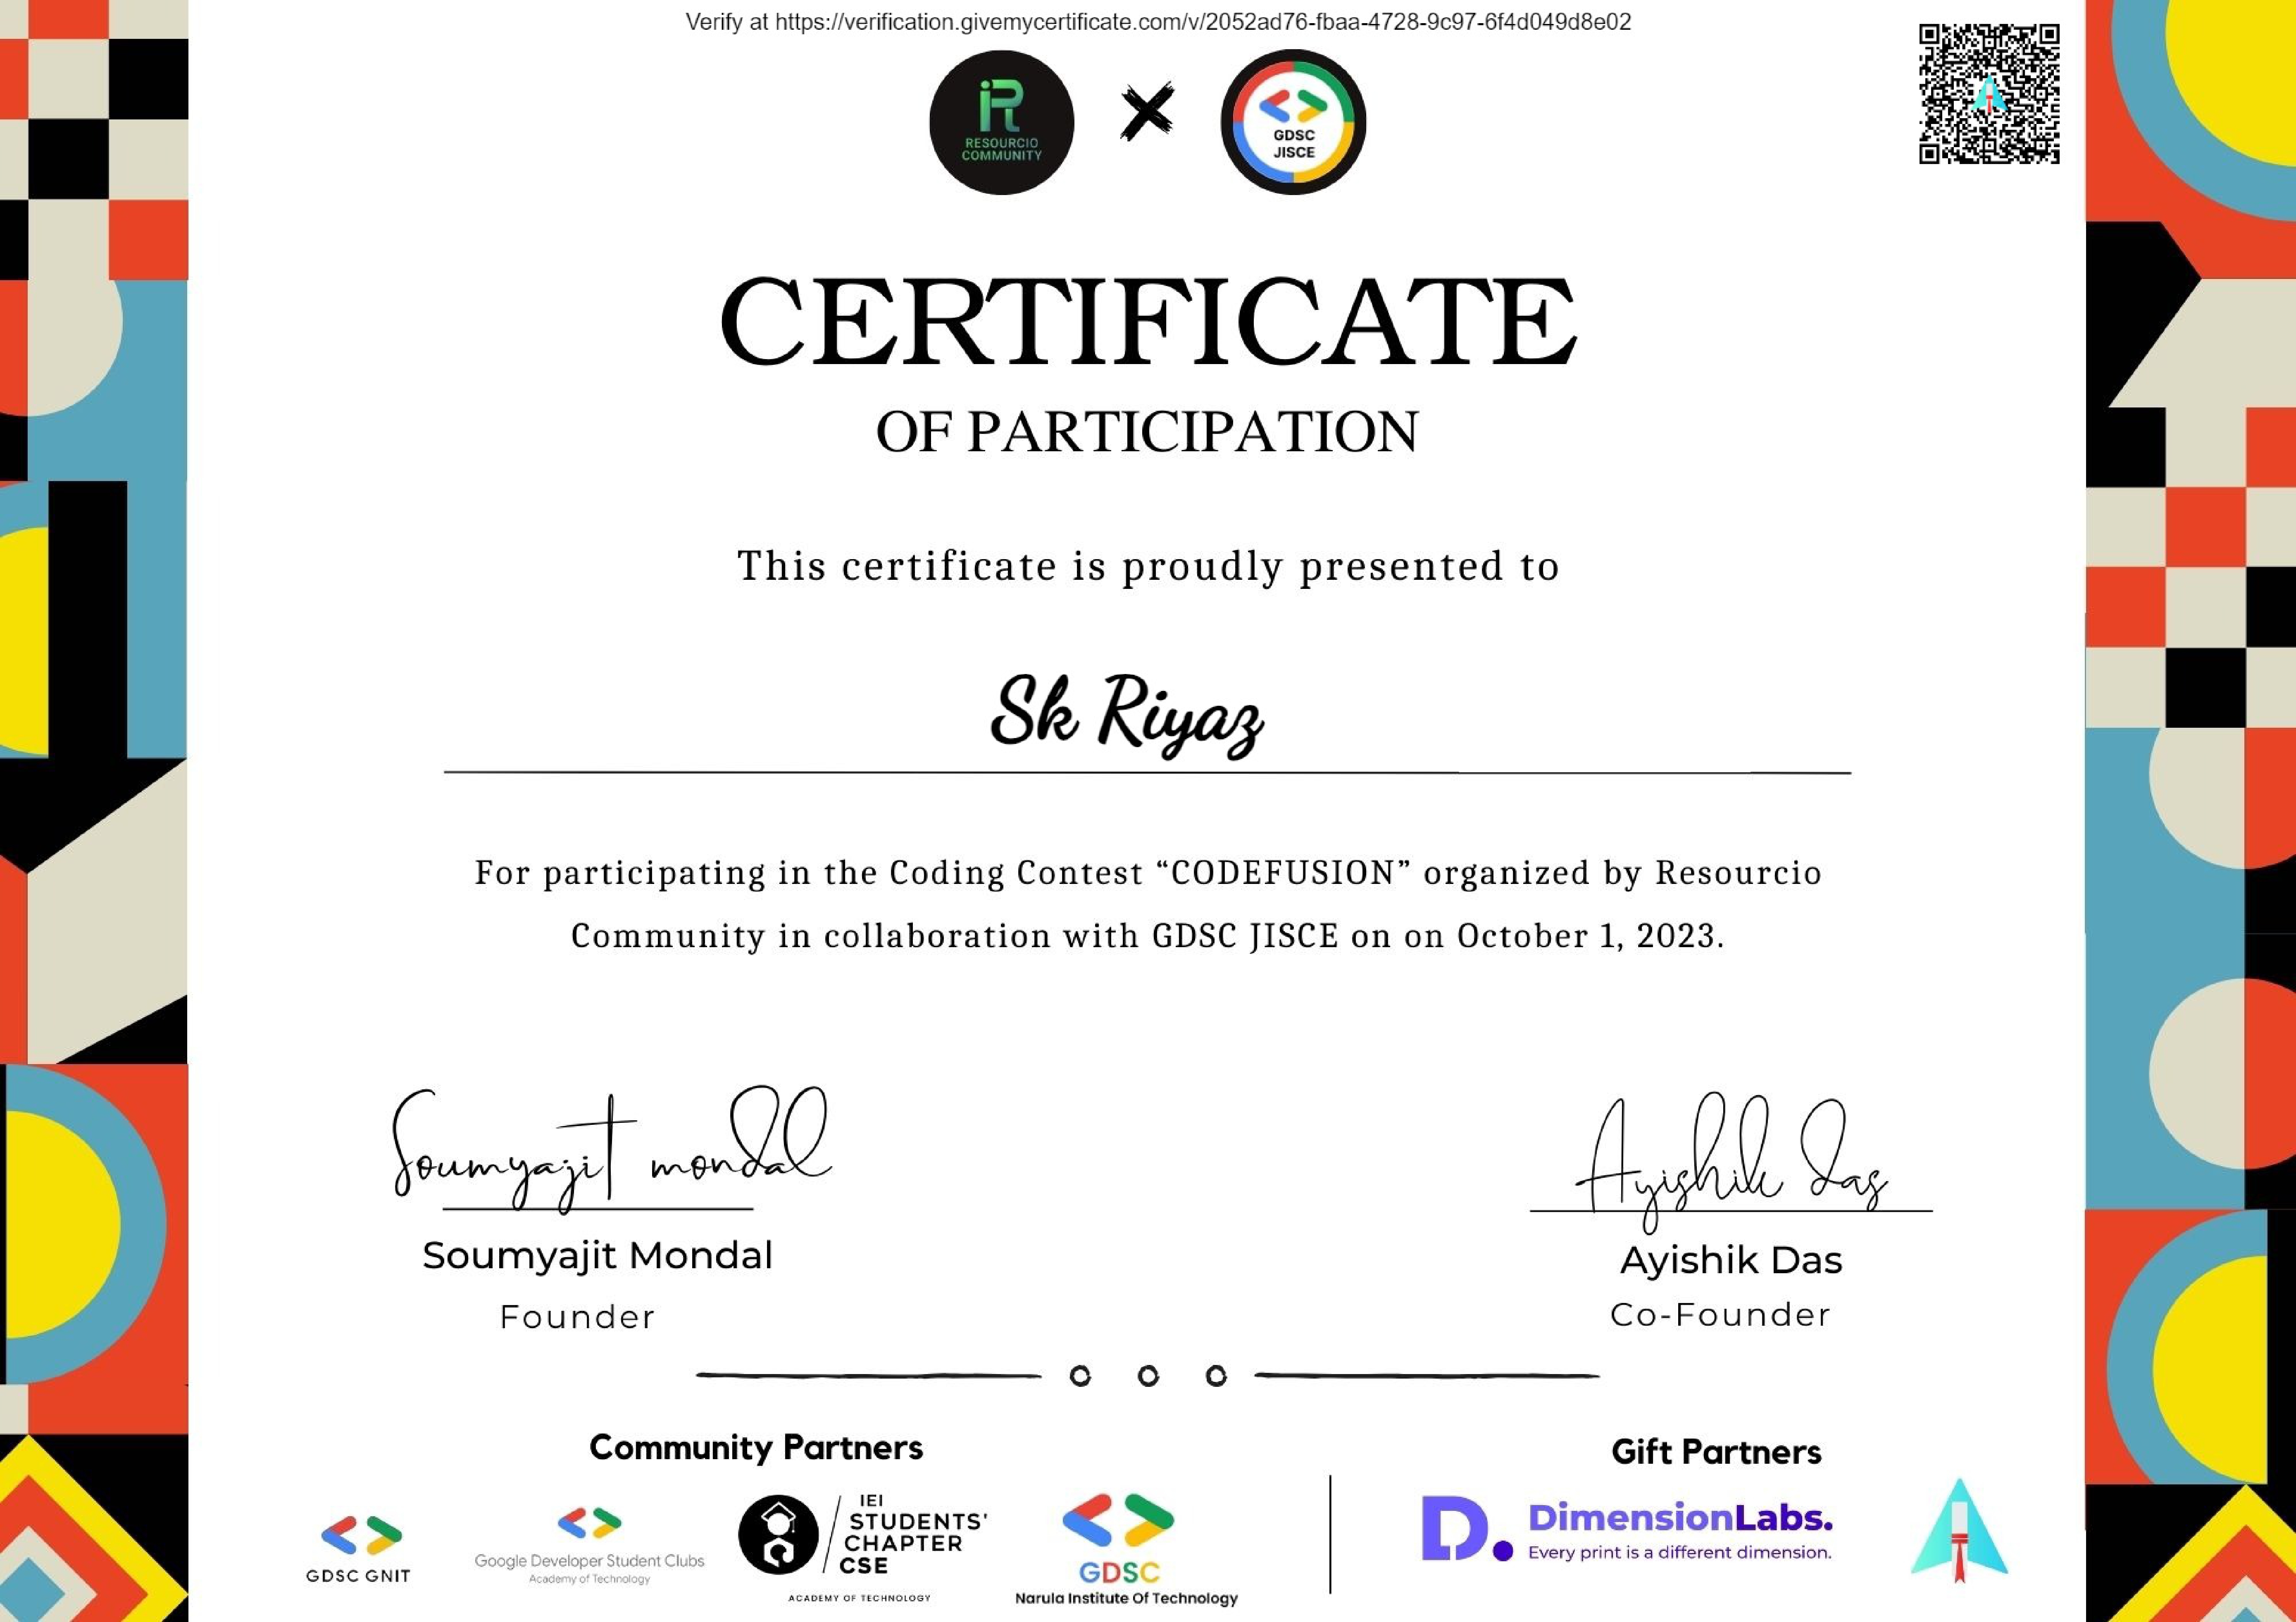 Verify at https://verification.givemycertificate.com/v/2052ad76-fbaa-4728-9c97-6f4d049d8e02
RESOURCIO
COMMUNITY
GDSC
JISCE
CERTIFICATE
OF PARTICIPATION
This certificate is proudly presented to
Sk Riyaz
For participating in the Coding Contest “CODEFUSION” organized by Resourcio
Community in collaboration with GDSC JISCE on on October 1, 2023.
Soumyajit mondal
Ayishik Das
Soumyajit Mondal
Founder
Ayishik Das
Co-Founder
Community Partners
GDSC GNIT
Google Developer Student Clubs
Academy of Technology
IEI
STUDENTS'
CHAPTER
CSE
ACADEMY OF TECHNOLOGY
GDSC
Narula Institute Of Technology
Gift Partners
D.
DimensionLabs.
Every print is a different dimension.